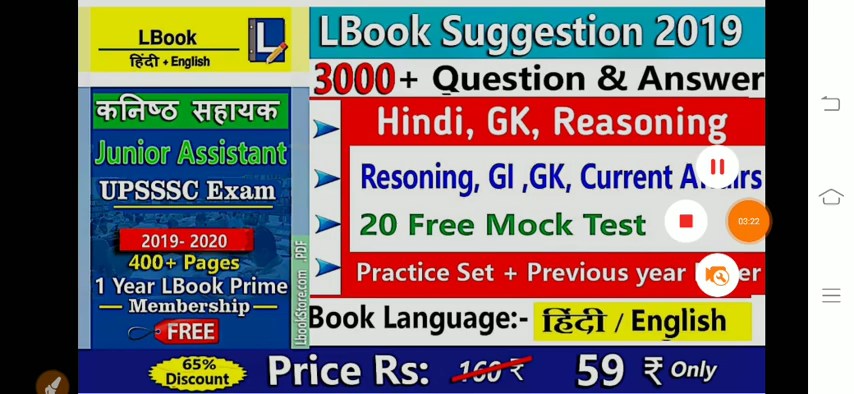 LBook
हिंदी + English
LBook Suggestion 2019
3000+ Question & Answer
कनिष्ठ सहायक
Junior Assistant
UPSSSC Exam
2019- 2020
400+ Pages
1 Year LBook Prime
Membership
FREE
LbookStore.com .PDF
Hindi, GK, Reasoning
Resoning, GI ,GK, Current
20 Free Mock Test
Practice Set + Previous year
Book Language:- हिंदी / English
65%
Discount
Price Rs: 160 ₹ 59 ₹ Only
03:22